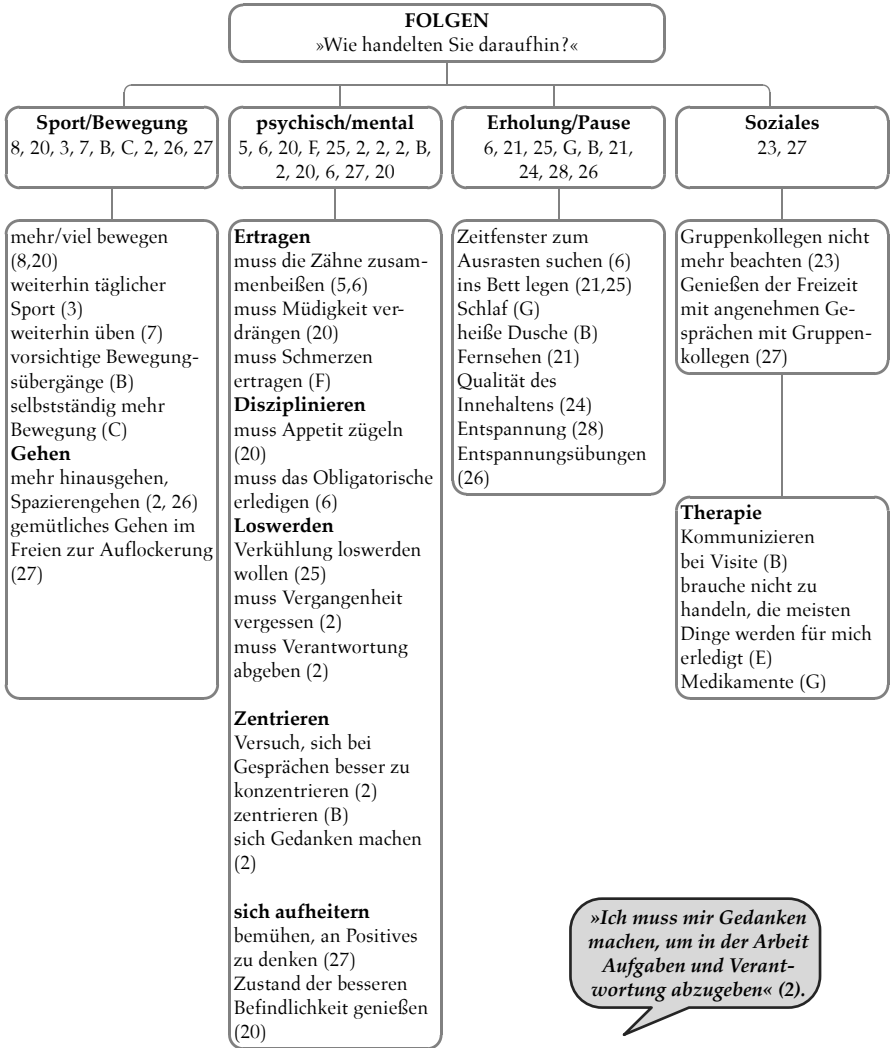 FOLGEN
»Wie handelten Sie daraufhin?«
Sport/Bewegung
8, 20, 3, 7, B, C, 2, 26, 27
psychisch/mental
5, 6, 20, F, 25, 2, 2, 2, B,
2, 20, 6, 27, 20
Erholung/Pause
6, 21, 25, G, B, 21,
24, 28, 26
Soziales
23, 27
mehr/viel bewegen
(8,20)
weiterhin täglicher
Sport (3)
weiterhin üben (7)
vorsichtige Bewegung-
sübergänge (B)
selbstständig mehr
Bewegung (C)
Gehen
mehr hinausgehen,
Spazierengehen (2, 26)
gemütliches Gehen im
Freien zur Auflockerung
(27)
Ertragen
muss die Zähne zusam-
menbeißen (5,6)
muss Müdigkeit ver-
drängen (20)
muss Schmerzen
ertragen (F)
Disziplinieren
muss Appetit zügeln
(20)
muss das Obligatorische
erledigen (6)
Loswerden
Verkühlung loswerden
wollen (25)
muss Vergangenheit
vergessen (2)
muss Verantwortung
abgeben (2)
Zentrieren
Versuch, sich bei
Gesprächen besser zu
konzentrieren (2)
zentrieren (B)
sich Gedanken machen
(2)
sich aufheitern
bemühen, an Positives
zu denken (27)
Zustand der besseren
Befindlichkeit genießen
(20)
Zeitfenster zum
Ausrasten suchen (6)
ins Bett legen (21,25)
Schlaf (G)
heiße Dusche (B)
Fernsehen (21)
Qualität des
Innehaltens (24)
Entspannung (28)
Entspannungsübungen
(26)
Gruppenkollegen nicht
mehr beachten (23)
Genießen der Freizeit
mit angenehmen Ge-
sprächen mit Gruppen-
kollegen (27)
Therapie
Kommunizieren
bei Visite (B)
brauche nicht zu
handeln, die meisten
Dinge werden für mich
erledigt (E)
Medikamente (G)
»Ich muss mir Gedanken
machen, um in der Arbeit
Aufgaben und Verant-
wortung abzugeben« (2).